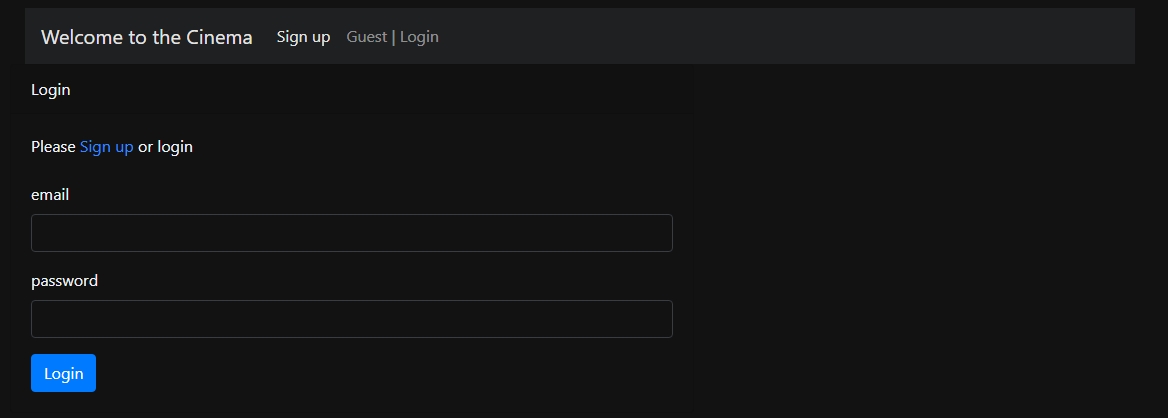 Welcome to the Cinema Sign up Guest | Login
Login
Please Sign up or login
email
password
Login